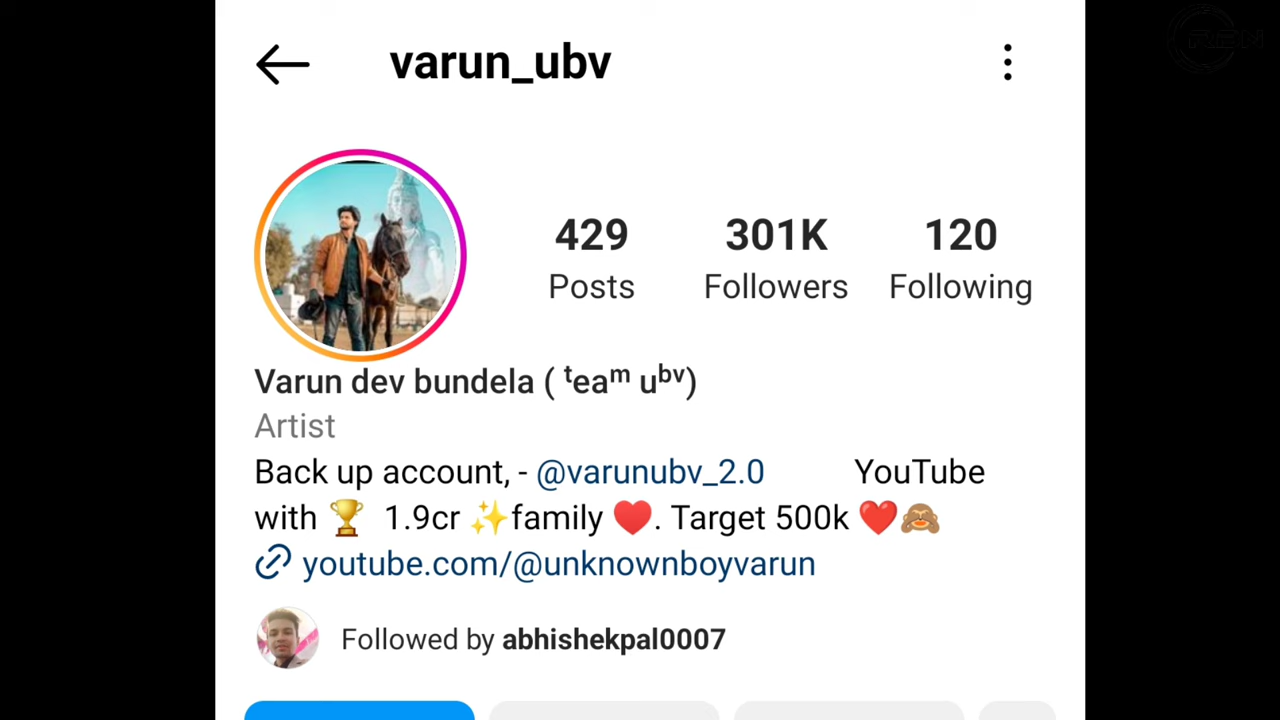 varun_ubv
429 301K 120
Posts Followers Following
Varun dev bundela ( ᵗeaᵐ uᵇᵛ)
Artist
Back up account, - @varunubv_2.0 YouTube
with 🏆 1.9cr ✨family ♥️. Target 500k ❤️🙈
youtube.com/@unknownboyvarun
Followed by abhishekpal0007